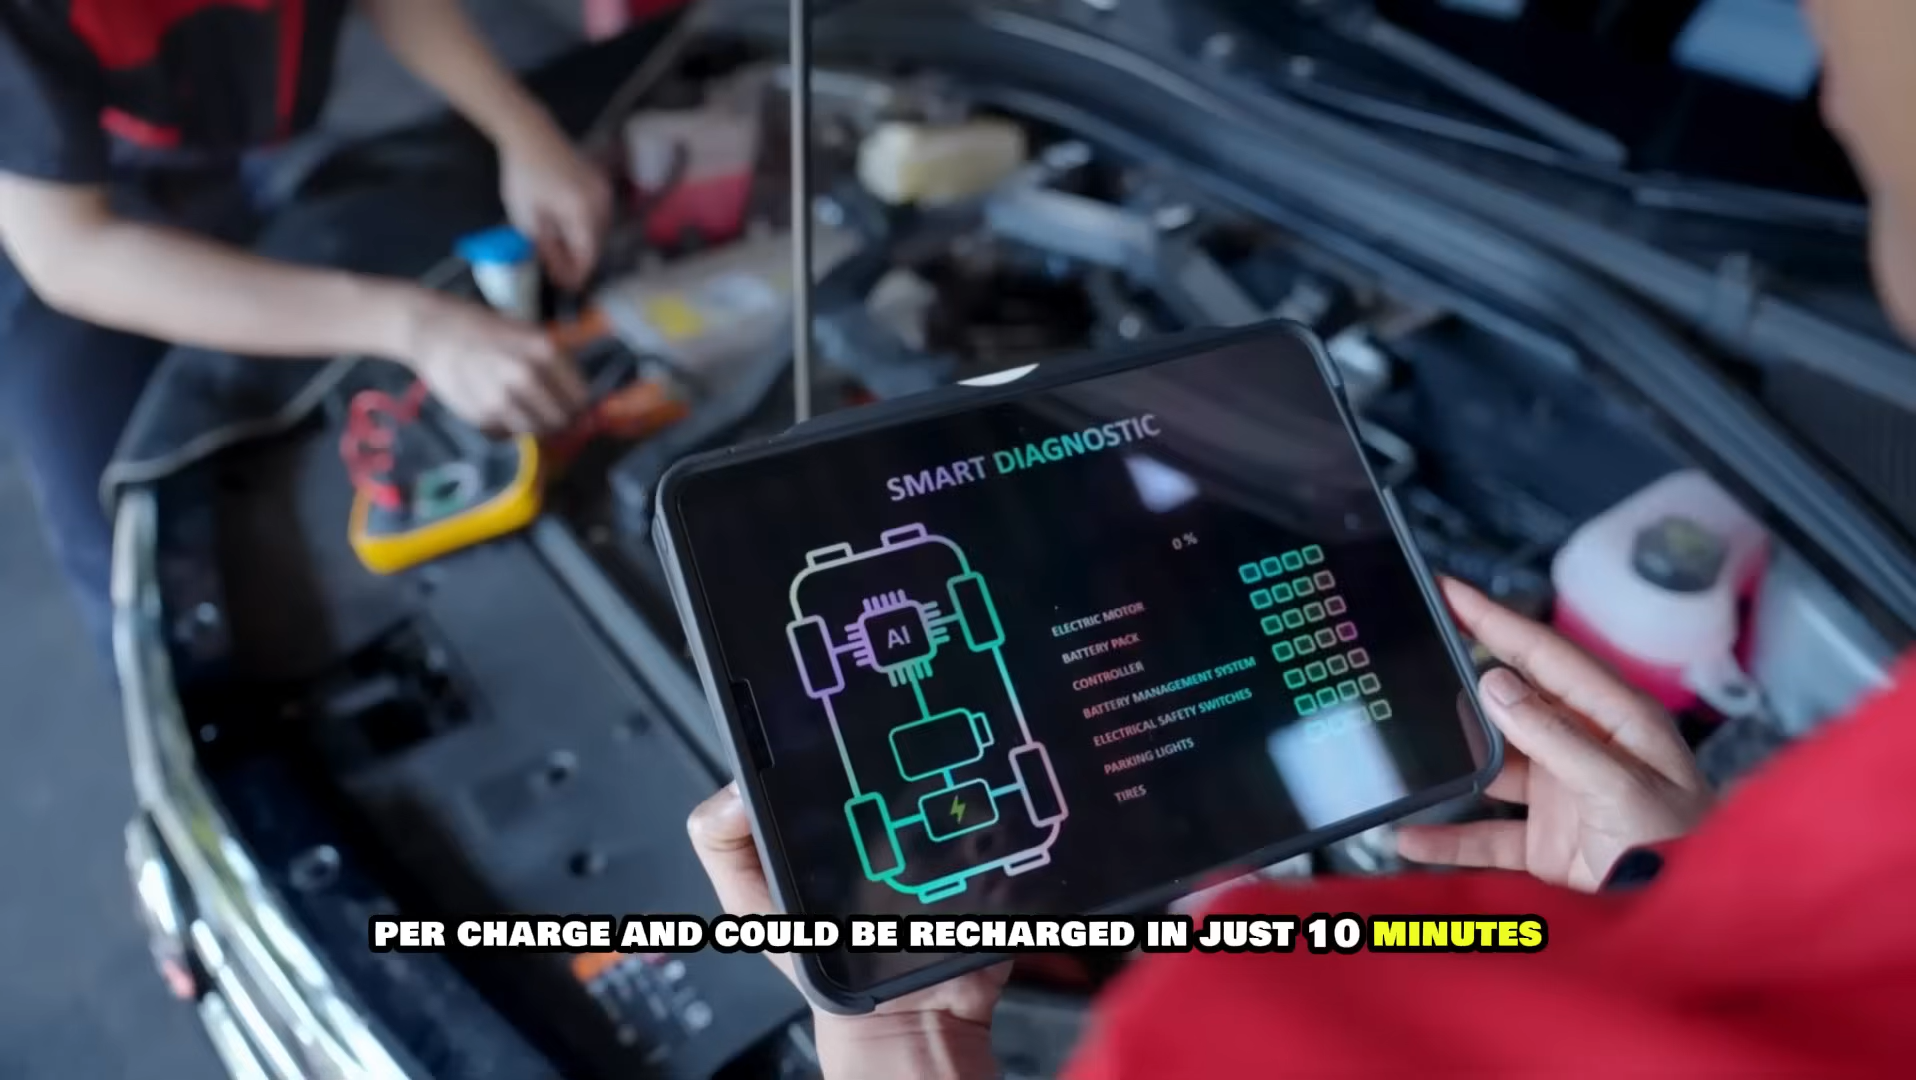 SMART DIAGNOSTIC
0 %
AI
ELECTRIC MOTOR
BATTERY PACK
CONTROLLER
BATTERY MANAGEMENT SYSTEM
ELECTRICAL SAFETY SWITCHES
PARKING LIGHTS
TIRES
PER CHARGE AND COULD BE RECHARGED IN JUST 10 MINUTES